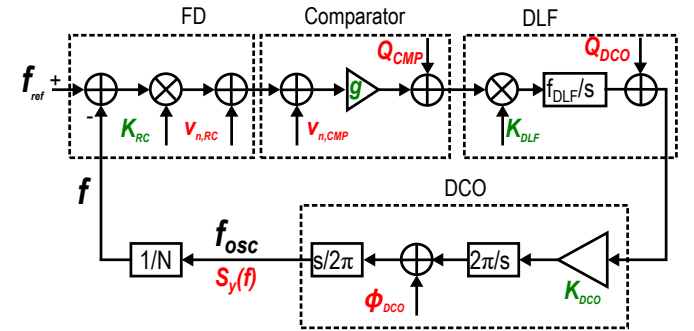 FD
Comparator
DLF
Q_CMP
Q_DCO
f_ref
+
-
g
f_DLF/s
K_RC
v_n,RC
v_n,CMP
K_DLF
f
DCO
f_osc
1/N
S_y(f)
s/2π
2π/s
ϕ_DCO
K_DCO